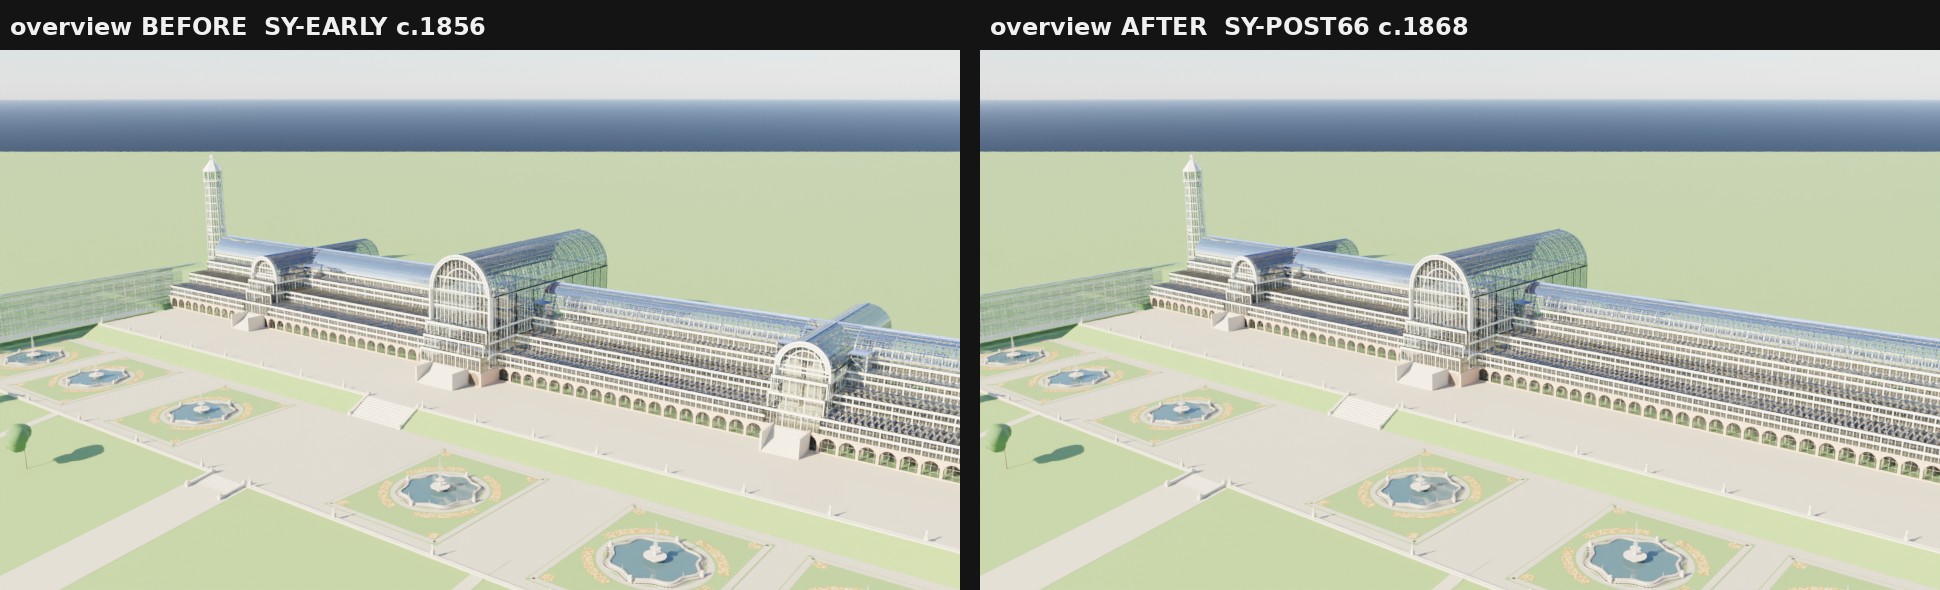 overview BEFORE  SY-EARLY c.1856
overview AFTER  SY-POST66 c.1868